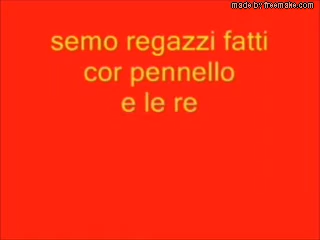 made by freemake.com
semo regazzi fatti
cor pennello
e le re